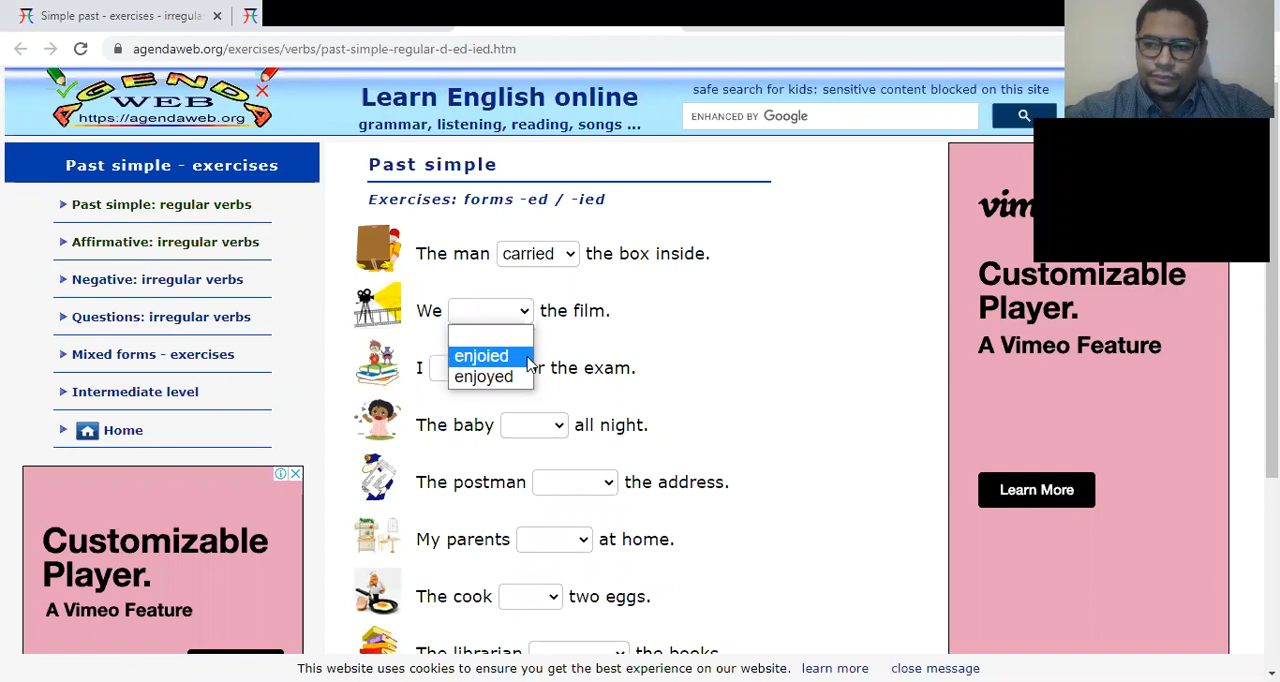 Simple past - exercises - irregula
agendaweb.org/exercises/verbs/past-simple-regular-d-ed-ied.htm
AGENDA
WEB
https://agendaweb.org
Learn English online
grammar, listening, reading, songs ...
safe search for kids: sensitive content blocked on this site
ENHANCED BY Google
Past simple - exercises
Past simple: regular verbs
Affirmative: irregular verbs
Negative: irregular verbs
Questions: irregular verbs
Mixed forms - exercises
Intermediate level
Home
Past simple
Exercises: forms -ed / -ied
The man carried the box inside.
We the film.
enjoied
enjoyed
I r the exam.
The baby all night.
The postman the address.
My parents at home.
The cook two eggs.
The librarian the books.
Customizable
Player.
A Vimeo Feature
vim
Customizable
Player.
A Vimeo Feature
Learn More
This website uses cookies to ensure you get the best experience on our website. learn more close message